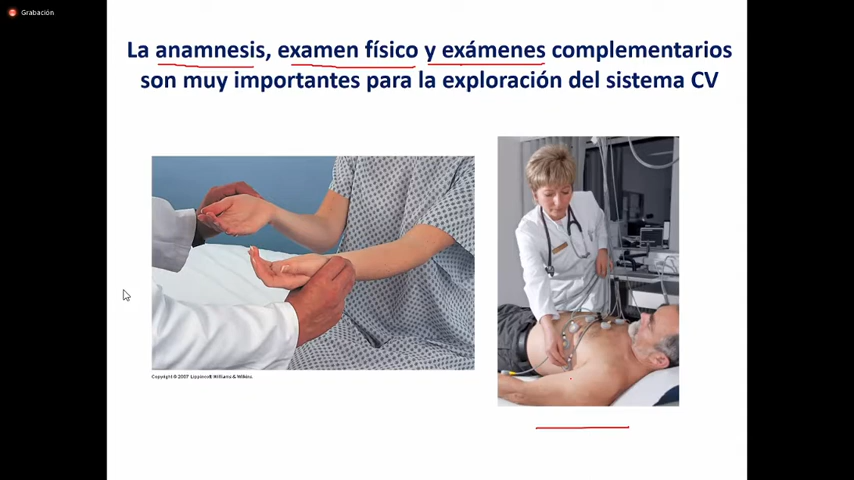 Grabación
La anamnesis, examen físico y exámenes complementarios
son muy importantes para la exploración del sistema CV
Copyright © 2007 Lippincott Williams & Wilkins